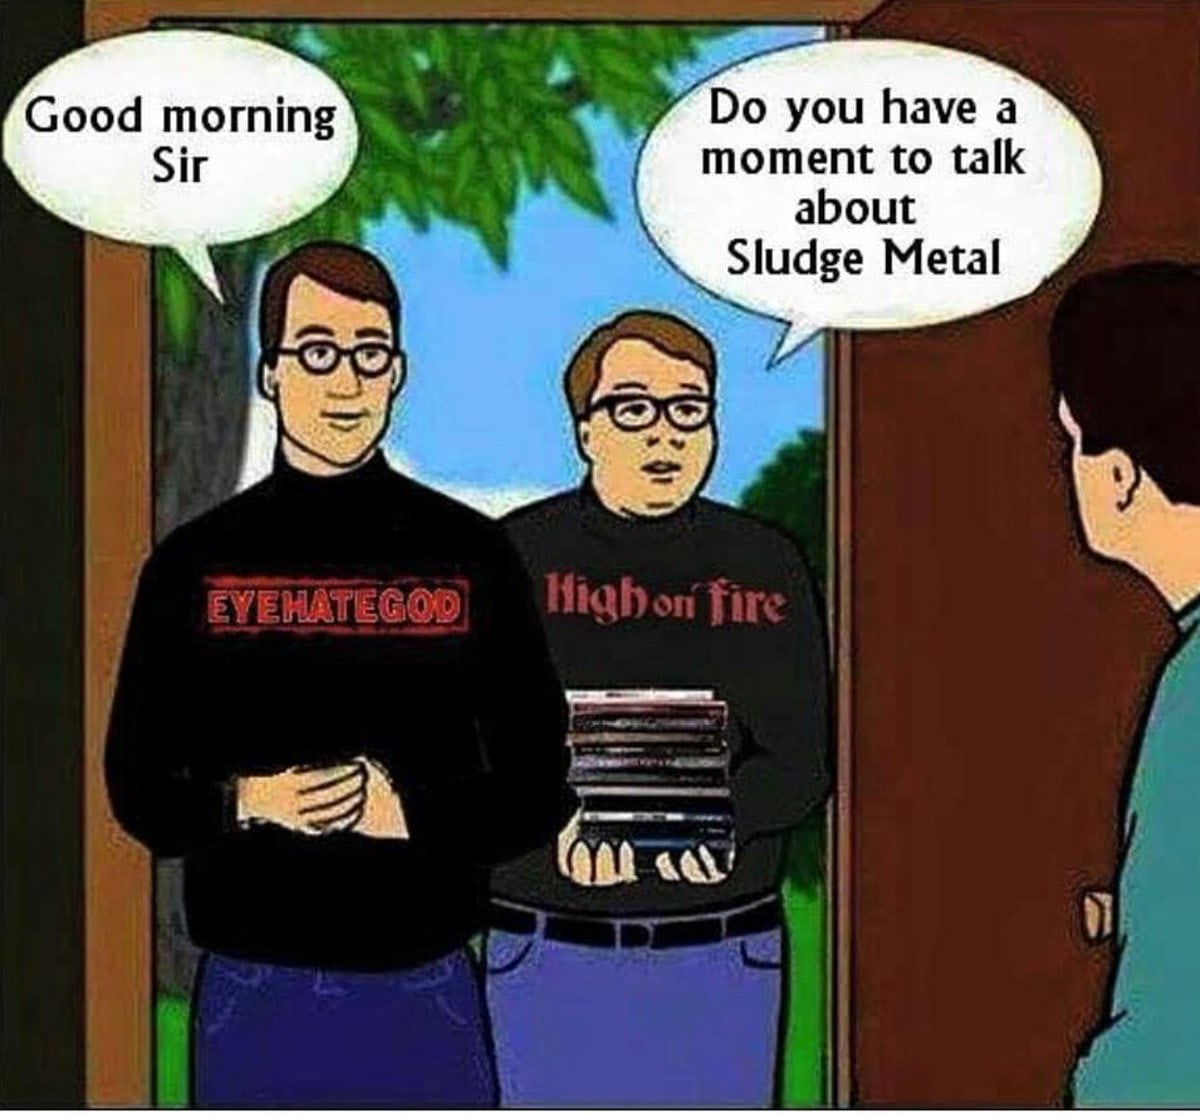 Good morning
Sir
Do you have a
moment to talk
about
Sludge Metal
EYEHATEGOD
High on fire